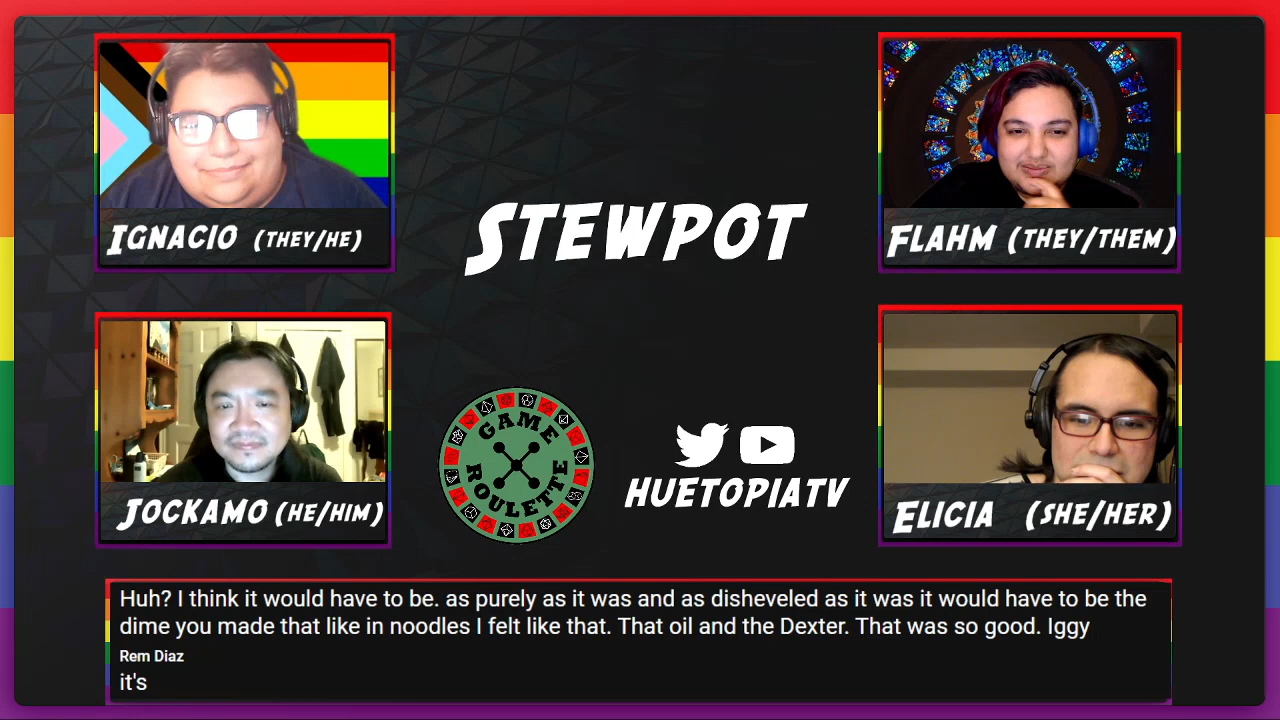 Ignacio (they/he)
Flahm (they/them)
Stewpot
Jockamo (he/him)
GAME
ROULETTE
HUETOPIATV
Elicia (she/her)
Huh? I think it would have to be. as purely as it was and as disheveled as it was it would have to be the
dime you made that like in noodles I felt like that. That oil and the Dexter. That was so good. Iggy
Rem Diaz
it's